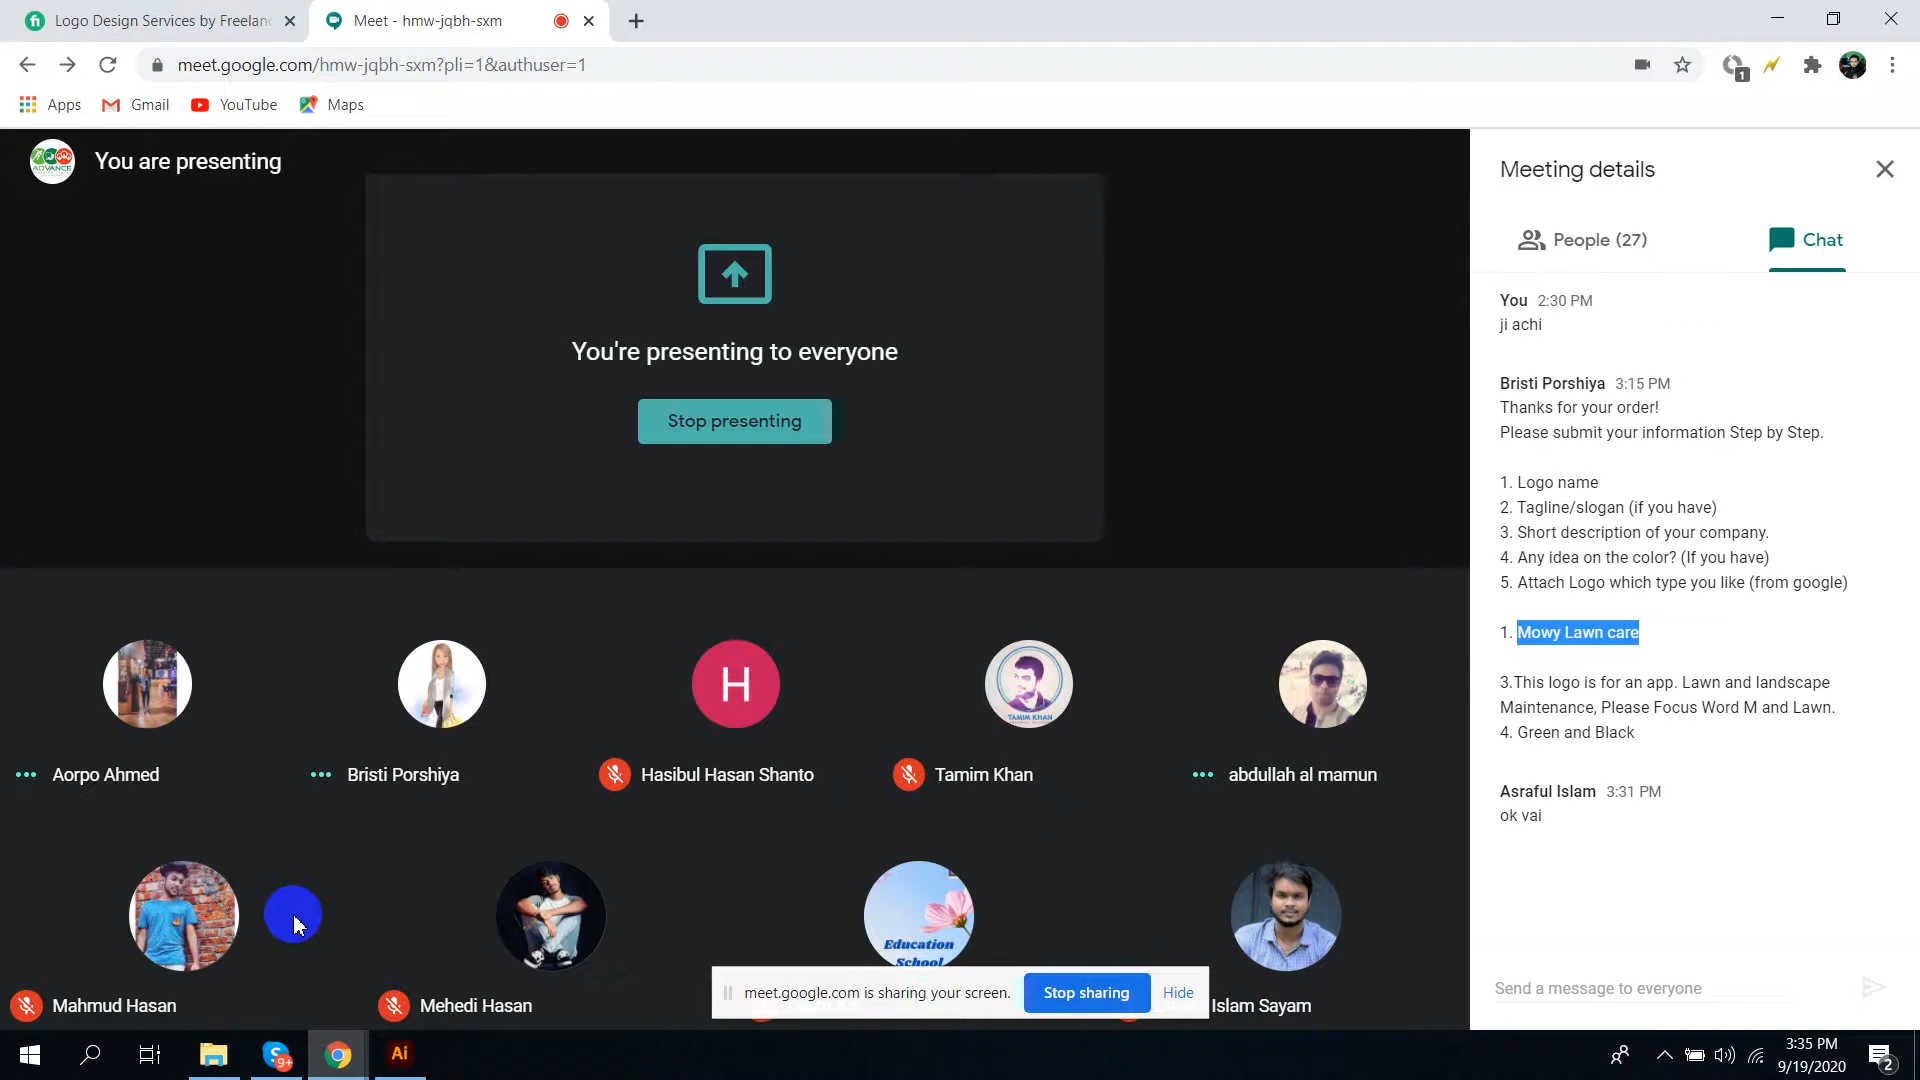 Logo Design Services by Freelan
Meet - hmw-jqbh-sxm
meet.google.com/hmw-jqbh-sxm?pli=1&authuser=1
1
Apps
Gmail
YouTube
Maps
ADVANCE
You are presenting
You're presenting to everyone
Stop presenting
Meeting details
People (27)
Chat
You 2:30 PM
ji achi
Bristi Porshiya 3:15 PM
Thanks for your order!
Please submit your information Step by Step.
1. Logo name
2. Tagline/slogan (if you have)
3. Short description of your company.
4. Any idea on the color? (If you have)
5. Attach Logo which type you like (from google)
1. Mowy Lawn care
3.This logo is for an app. Lawn and landscape
Maintenance, Please Focus Word M and Lawn.
4. Green and Black
Asraful Islam 3:31 PM
ok vai
Send a message to everyone
H
TAMIM KHAN
Aorpo Ahmed
Bristi Porshiya
Hasibul Hasan Shanto
Tamim Khan
abdullah al mamun
Education
School
Mahmud Hasan
Mehedi Hasan
Islam Sayam
meet.google.com is sharing your screen.
Stop sharing
Hide
9+
Ai
3:35 PM
9/19/2020
2